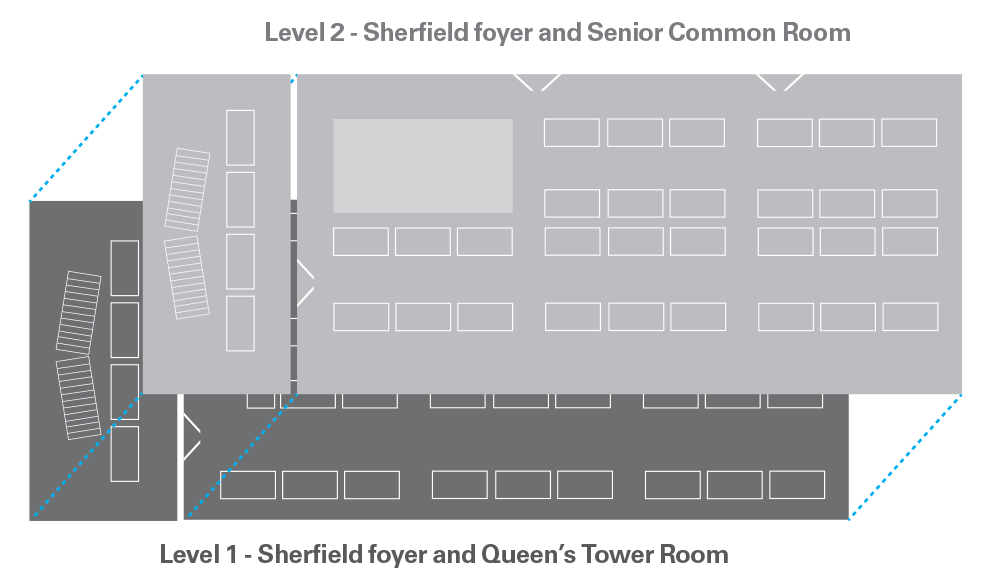 Level 2 - Sherfield foyer and Senior Common Room
Level 1 - Sherfield foyer and Queen’s Tower Room